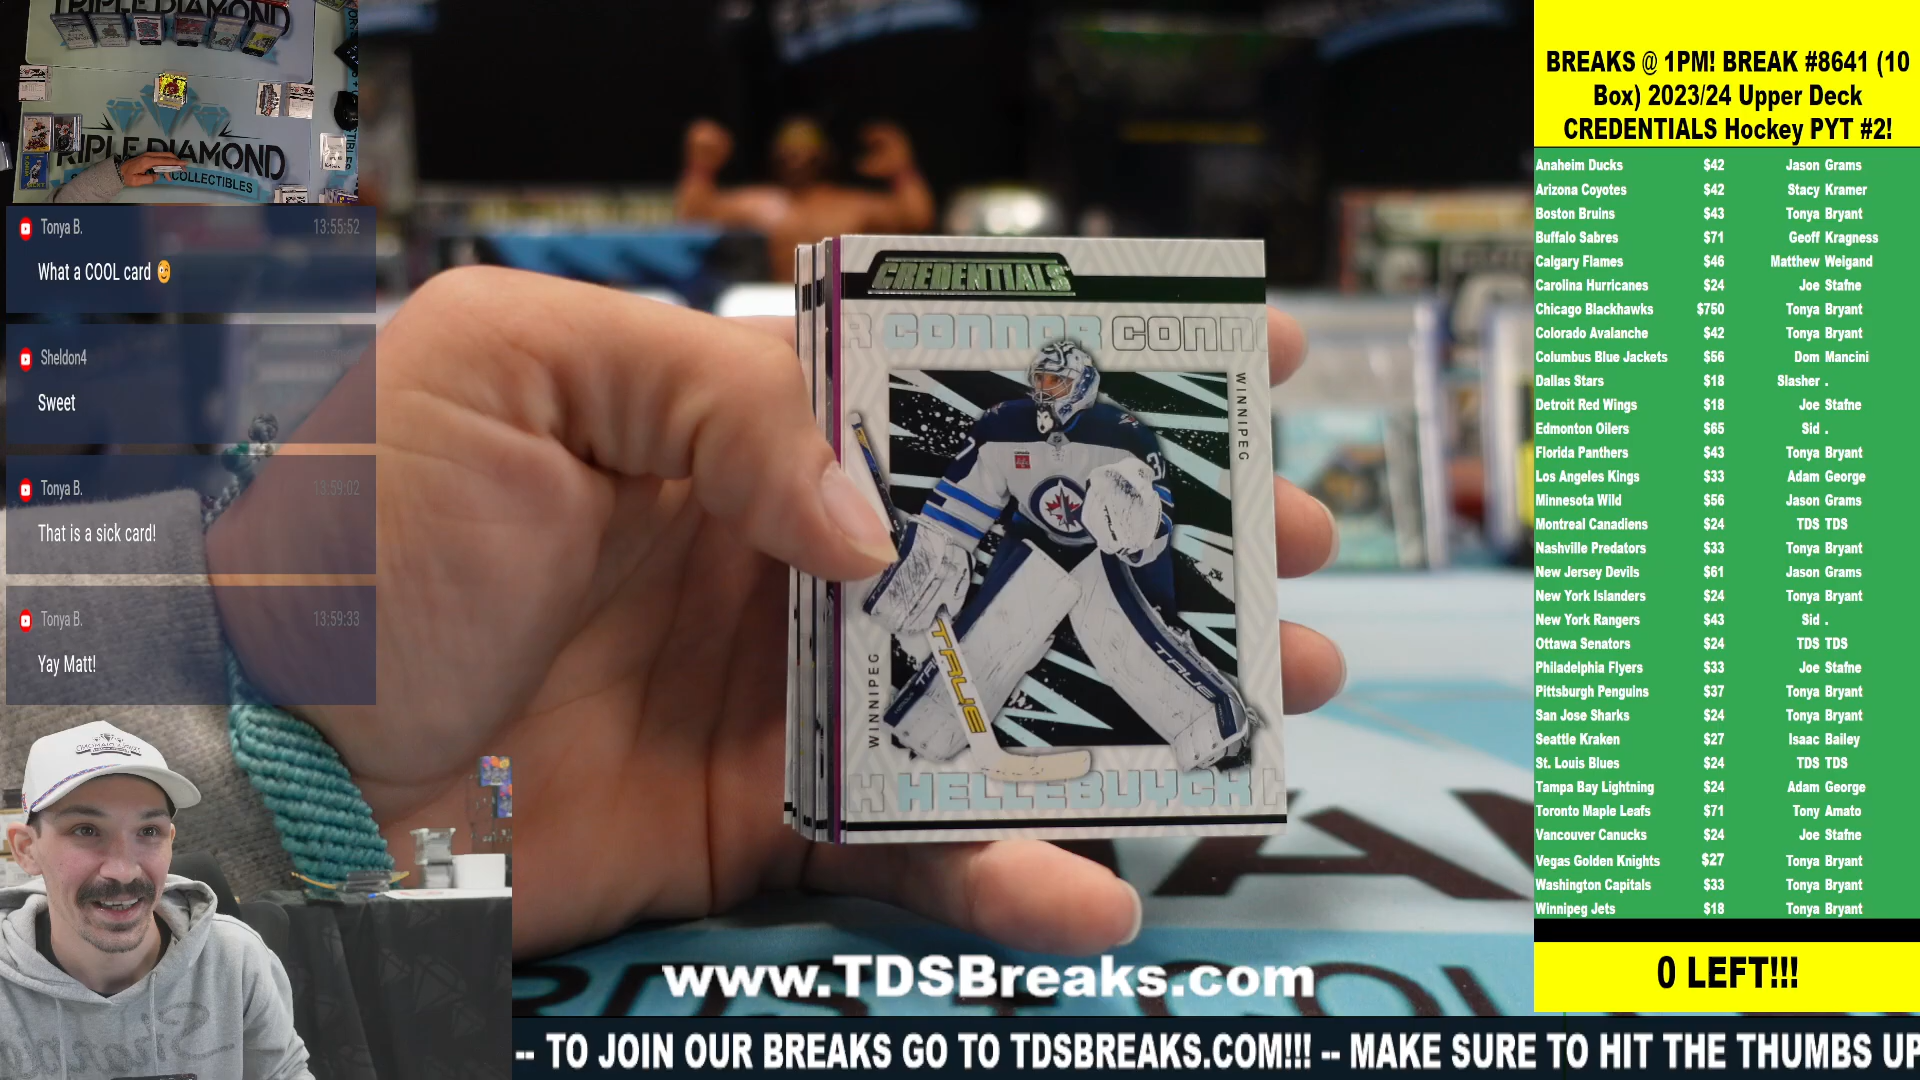 TRIPLE DIAMOND
RIPLE DIAMOND
COLLECTIBLES
Tonya B. 13:55:52
What a COOL card 😳
Sheldon4
Sweet
Tonya B. 13:59:02
That is a sick card!
Tonya B. 13:59:33
Yay Matt!
CREDENTIALS
R CONNOR CONN
WINNIPEG
WINNIPEG
TRUE
TRUE
K HELLEBUYCK
www.TDSBreaks.com
-- TO JOIN OUR BREAKS GO TO TDSBREAKS.COM!!! -- MAKE SURE TO HIT THE THUMBS UP
BREAKS @ 1PM! BREAK #8641 (10
Box) 2023/24 Upper Deck
CREDENTIALS Hockey PYT #2!
Anaheim Ducks $42 Jason Grams
Arizona Coyotes $42 Stacy Kramer
Boston Bruins $43 Tonya Bryant
Buffalo Sabres $71 Geoff Kragness
Calgary Flames $46 Matthew Weigand
Carolina Hurricanes $24 Joe Stafne
Chicago Blackhawks $750 Tonya Bryant
Colorado Avalanche $42 Tonya Bryant
Columbus Blue Jackets $56 Dom Mancini
Dallas Stars $18 Slasher .
Detroit Red Wings $18 Joe Stafne
Edmonton Oilers $65 Sid .
Florida Panthers $43 Tonya Bryant
Los Angeles Kings $33 Adam George
Minnesota Wild $56 Jason Grams
Montreal Canadiens $24 TDS TDS
Nashville Predators $33 Tonya Bryant
New Jersey Devils $61 Jason Grams
New York Islanders $24 Tonya Bryant
New York Rangers $43 Sid .
Ottawa Senators $24 TDS TDS
Philadelphia Flyers $33 Joe Stafne
Pittsburgh Penguins $37 Tonya Bryant
San Jose Sharks $24 Tonya Bryant
Seattle Kraken $27 Isaac Bailey
St. Louis Blues $24 TDS TDS
Tampa Bay Lightning $24 Adam George
Toronto Maple Leafs $71 Tony Amato
Vancouver Canucks $24 Joe Stafne
Vegas Golden Knights $27 Tonya Bryant
Washington Capitals $33 Tonya Bryant
Winnipeg Jets $18 Tonya Bryant
0 LEFT!!!